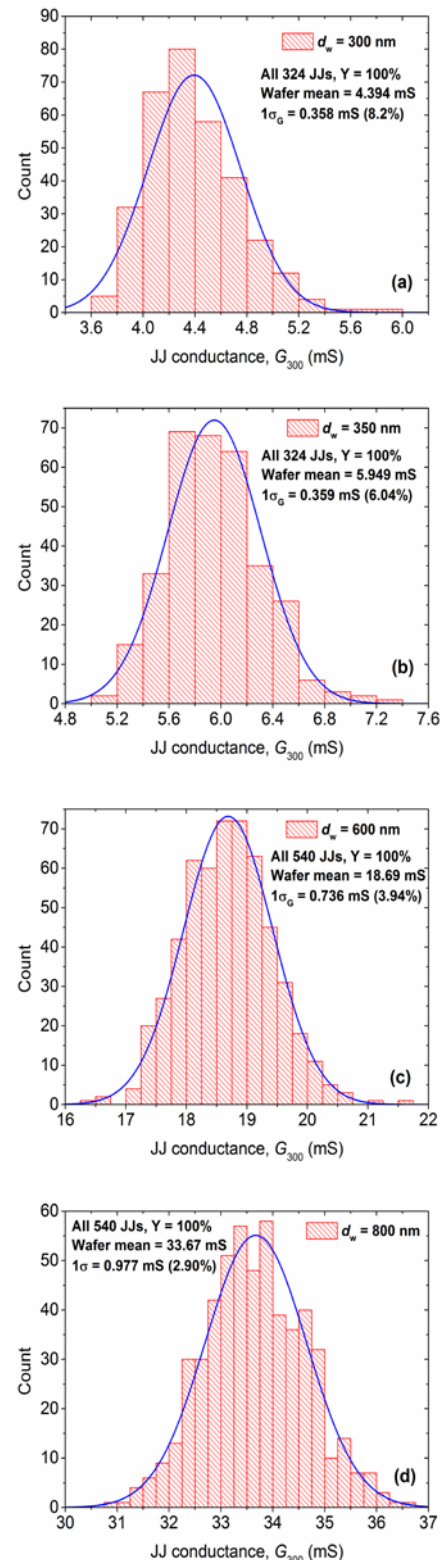 90
80
70
60
50
40
30
20
10
0
Count
d_w = 300 nm
All 324 JJs, Y = 100%
Wafer mean = 4.394 mS
1σ_G = 0.358 mS (8.2%)
(a)
3.6 4.0 4.4 4.8 5.2 5.6 6.0
JJ conductance, G_300 (mS)
70
60
50
40
30
20
10
0
Count
d_w = 350 nm
All 324 JJs, Y = 100%
Wafer mean = 5.949 mS
1σ_G = 0.359 mS (6.04%)
(b)
4.8 5.2 5.6 6.0 6.4 6.8 7.2 7.6
JJ conductance, G_300 (mS)
70
60
50
40
30
20
10
0
Count
d_w = 600 nm
All 540 JJs, Y = 100%
Wafer mean = 18.69 mS
1σ_G = 0.736 mS (3.94%)
(c)
16 17 18 19 20 21 22
JJ conductance, G_300 (mS)
60
50
40
30
20
10
0
Count
All 540 JJs, Y = 100%
Wafer mean = 33.67 mS
1σ = 0.977 mS (2.90%)
d_w = 800 nm
(d)
30 31 32 33 34 35 36 37
JJ conductance, G_300 (mS)